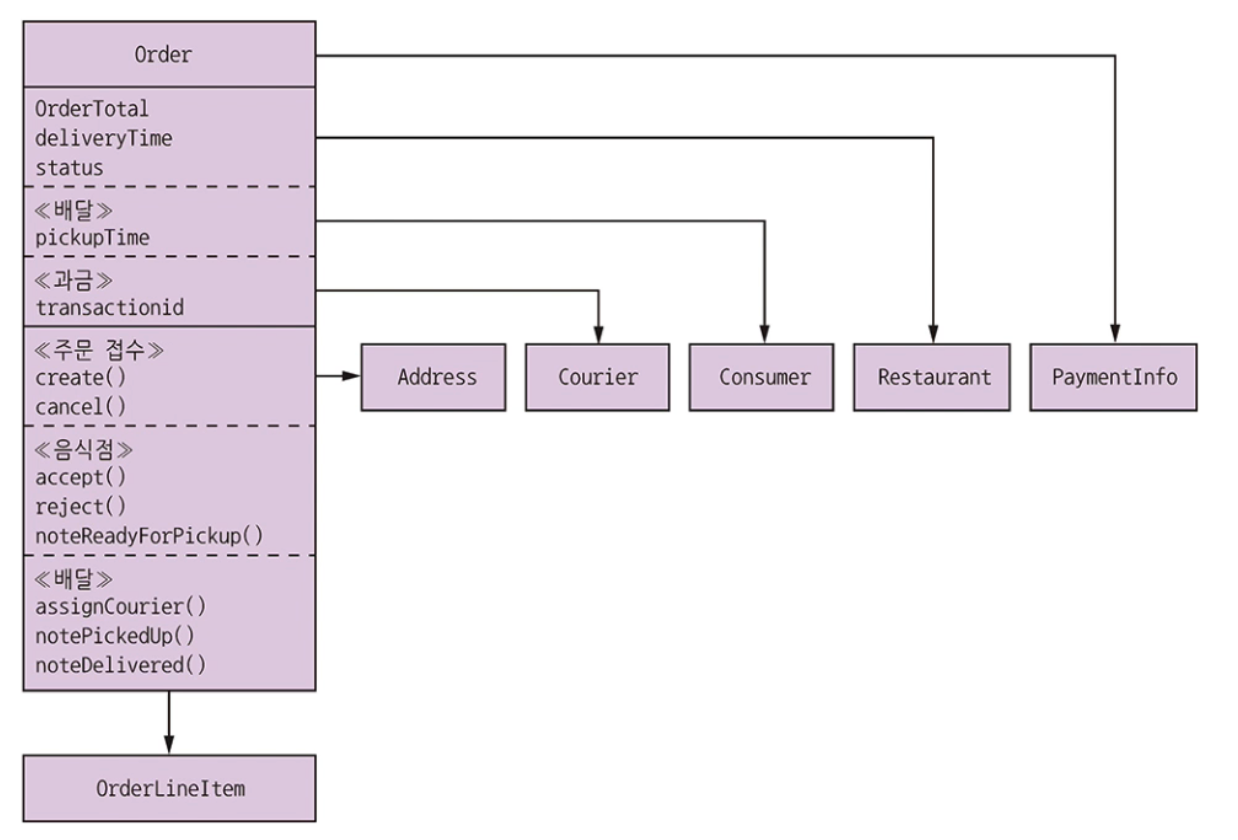 Order
OrderTotal
deliveryTime
status
≪배달≫
pickupTime
≪과금≫
transactionid
≪주문 접수≫
create()
cancel()
≪음식점≫
accept()
reject()
noteReadyForPickup()
≪배달≫
assignCourier()
notePickedUp()
noteDelivered()
Address
Courier
Consumer
Restaurant
PaymentInfo
OrderLineItem